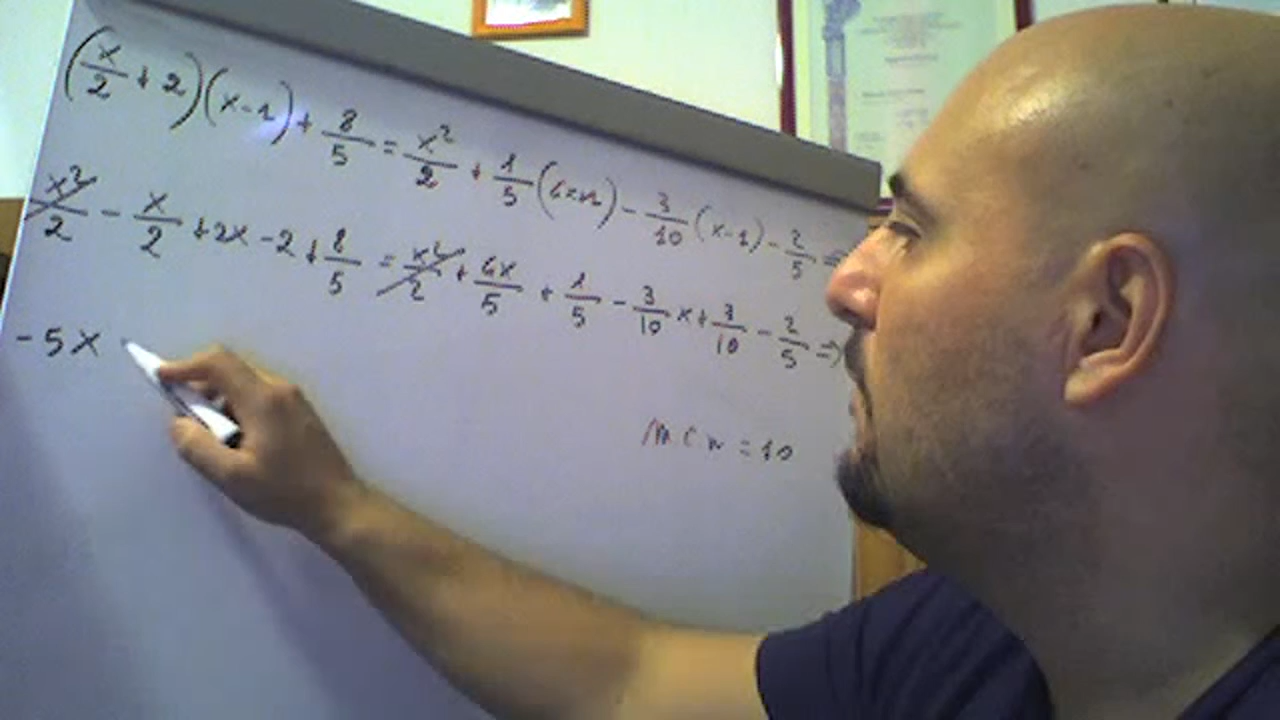 (x/2 + 2)(x-1) + 8/5 = x²/2 + 1/5(6x+1) - 3/10(x-1) - 2/5 =
x²/2 - x/2 + 2x - 2 + 8/5 = x²/2 + 6x/5 + 1/5 - 3/10 x + 3/10 - 2/5 ⇒
-5x
mcm = 10